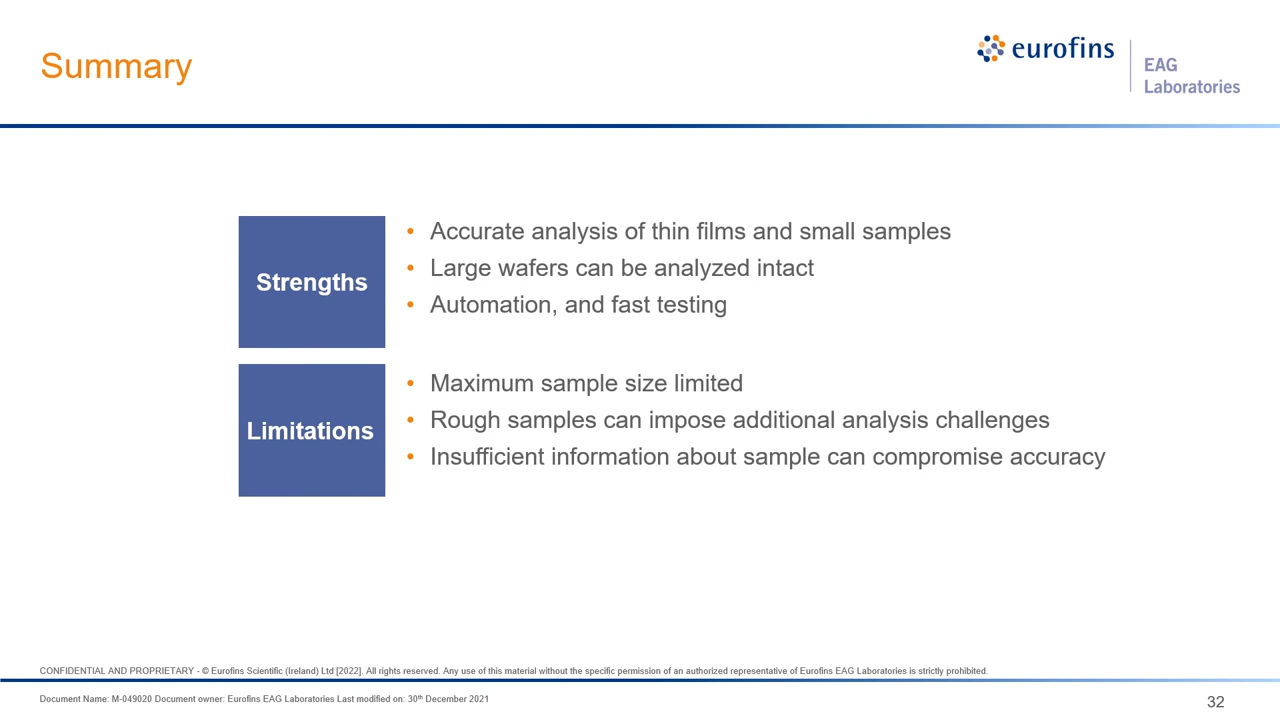 Summary
eurofins
EAG
Laboratories
Strengths
• Accurate analysis of thin films and small samples
• Large wafers can be analyzed intact
• Automation, and fast testing
Limitations
• Maximum sample size limited
• Rough samples can impose additional analysis challenges
• Insufficient information about sample can compromise accuracy
CONFIDENTIAL AND PROPRIETARY - © Eurofins Scientific (Ireland) Ltd [2022]. All rights reserved. Any use of this material without the specific permission of an authorized representative of Eurofins EAG Laboratories is strictly prohibited.
Document Name: M-049020 Document owner: Eurofins EAG Laboratories Last modified on: 30th December 2021
32